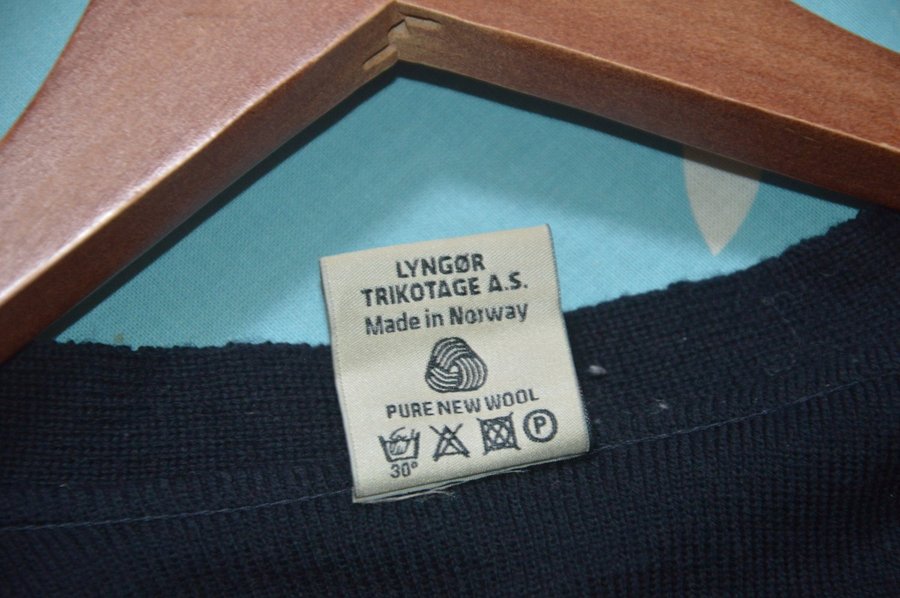 LYNGØR
TRIKOTAGE A.S.
Made in Norway
PURE NEW WOOL
P
30°